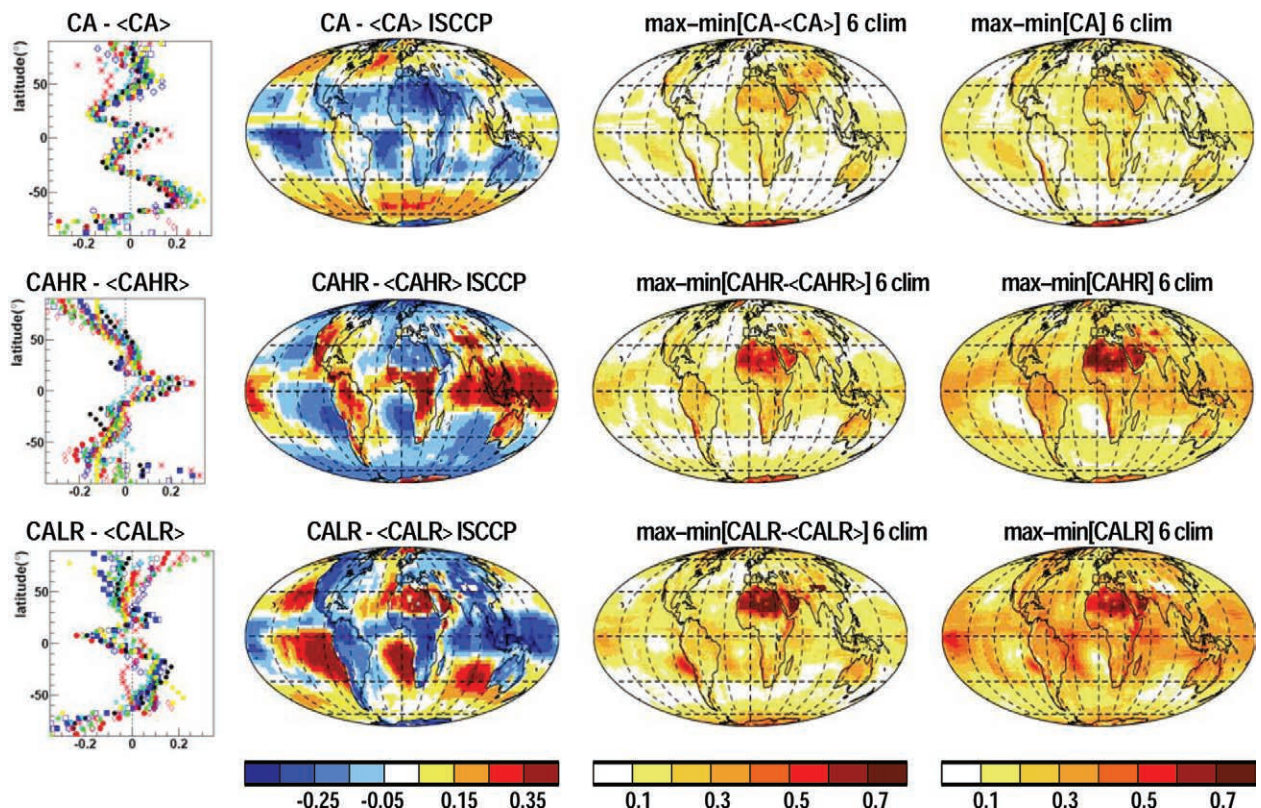 CA - <CA>
CA - <CA> ISCCP
max–min[CA-<CA>] 6 clim
max–min[CA] 6 clim
latitude(°)
50
0
-50
-0.2 0 0.2
CAHR - <CAHR>
CAHR - <CAHR> ISCCP
max–min[CAHR-<CAHR>] 6 clim
max–min[CAHR] 6 clim
latitude(°)
50
0
-50
-0.2 0 0.2
CALR - <CALR>
CALR - <CALR> ISCCP
max–min[CALR-<CALR>] 6 clim
max–min[CALR] 6 clim
latitude(°)
50
0
-50
-0.2 0 0.2
-0.25 -0.05 0.15 0.35
0.1 0.3 0.5 0.7
0.1 0.3 0.5 0.7